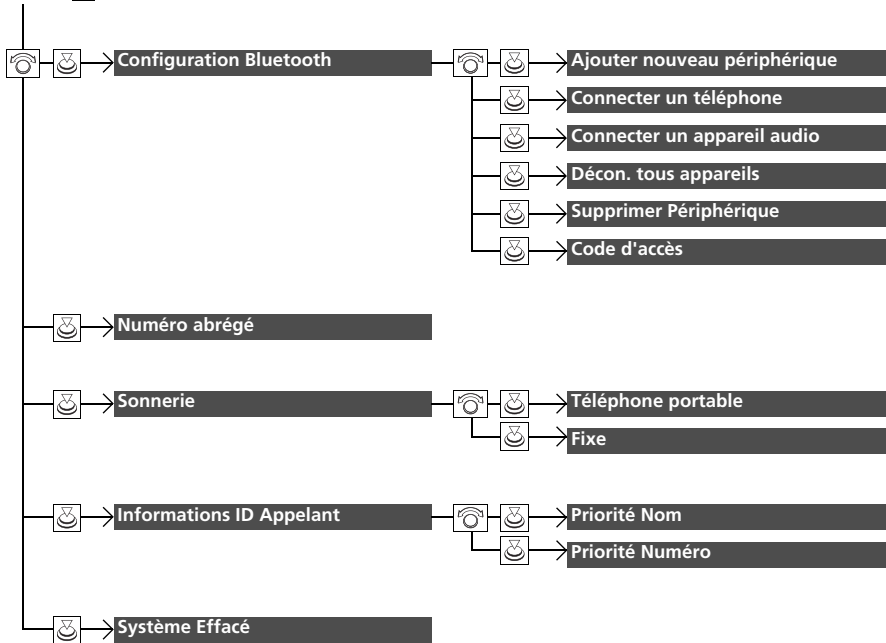 Configuration Bluetooth
Ajouter nouveau périphérique
Connecter un téléphone
Connecter un appareil audio
Décon. tous appareils
Supprimer Périphérique
Code d'accès
Numéro abrégé
Sonnerie
Téléphone portable
Fixe
Informations ID Appelant
Priorité Nom
Priorité Numéro
Système Effacé